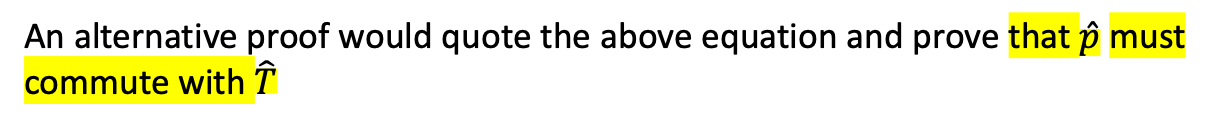 An alternative proof would quote the above equation and prove that p̂ must
commute with T̂